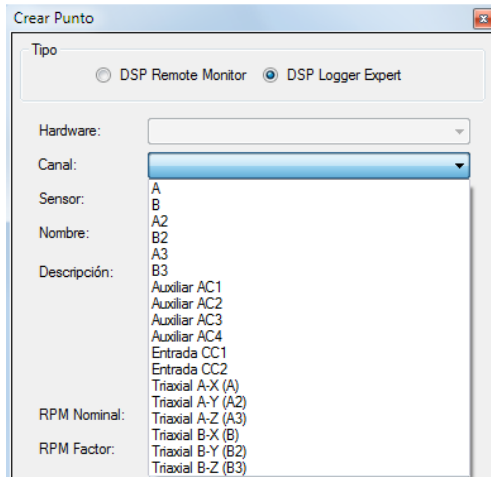 Crear Punto
Tipo
DSP Remote Monitor DSP Logger Expert
Hardware:
Canal:
Sensor:
Nombre:
Descripción:
RPM Nominal:
RPM Factor:
A
B
A2
B2
A3
B3
Auxiliar AC1
Auxiliar AC2
Auxiliar AC3
Auxiliar AC4
Entrada CC1
Entrada CC2
Triaxial A-X (A)
Triaxial A-Y (A2)
Triaxial A-Z (A3)
Triaxial B-X (B)
Triaxial B-Y (B2)
Triaxial B-Z (B3)